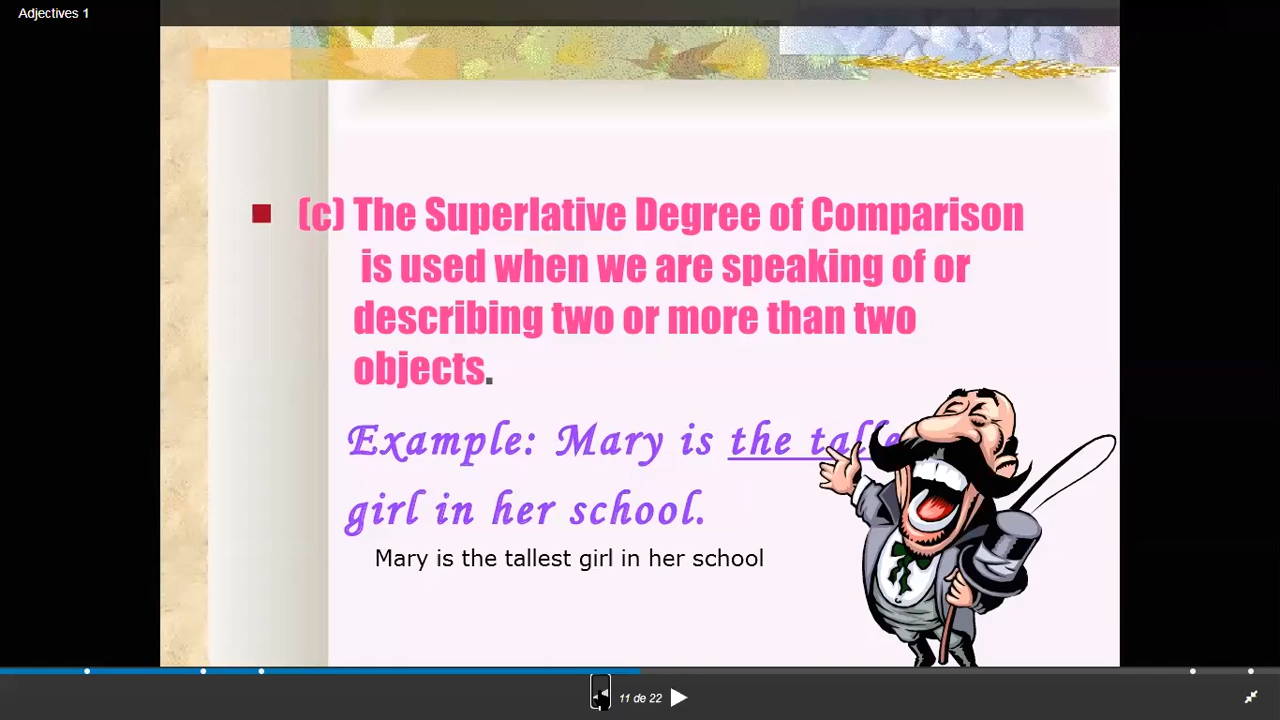 Adjectives 1
(c) The Superlative Degree of Comparison
is used when we are speaking of or
describing two or more than two
objects.
Example: Mary is the
girl in her school.
Mary is the tallest girl in her school
11 de 22